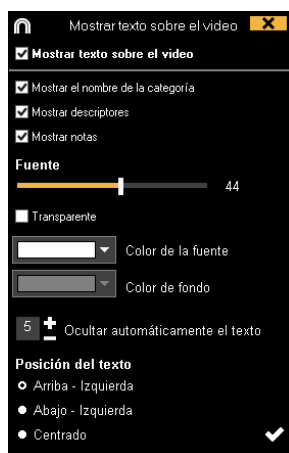 Mostrar texto sobre el video
Mostrar texto sobre el video
Mostrar el nombre de la categoría
Mostrar descriptores
Mostrar notas
Fuente
44
Transparente
Color de la fuente
Color de fondo
5 Ocultar automáticamente el texto
Posición del texto
Arriba - Izquierda
Abajo - Izquierda
Centrado